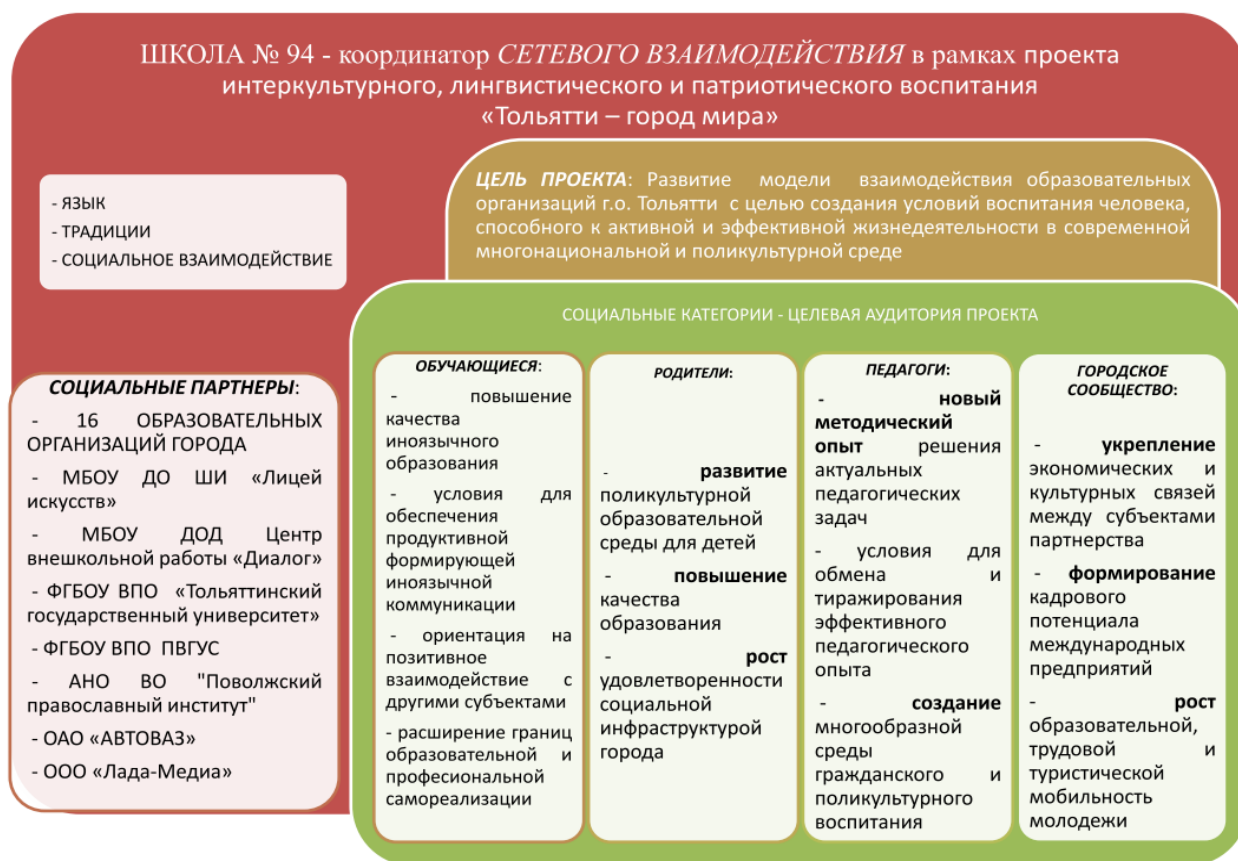 ШКОЛА № 94 - координатор СЕТЕВОГО ВЗАИМОДЕЙСТВИЯ в рамках проекта
интеркультурного, лингвистического и патриотического воспитания
«Тольятти – город мира»
- ЯЗЫК
- ТРАДИЦИИ
- СОЦИАЛЬНОЕ ВЗАИМОДЕЙСТВИЕ
ЦЕЛЬ ПРОЕКТА: Развитие модели взаимодействия образовательных
организаций г.о. Тольятти с целью создания условий воспитания человека,
способного к активной и эффективной жизнедеятельности в современной
многонациональной и поликультурной среде
СОЦИАЛЬНЫЕ КАТЕГОРИИ - ЦЕЛЕВАЯ АУДИТОРИЯ ПРОЕКТА
СОЦИАЛЬНЫЕ ПАРТНЕРЫ:
- 16 ОБРАЗОВАТЕЛЬНЫХ
ОРГАНИЗАЦИЙ ГОРОДА
- МБОУ ДО ШИ «Лицей
искусств»
- МБОУ ДОД Центр
внешкольной работы «Диалог»
- ФГБОУ ВПО «Тольяттинский
государственный университет»
- ФГБОУ ВПО ПВГУС
- АНО ВО "Поволжский
православный институт"
- ОАО «АВТОВАЗ»
- ООО «Лада-Медиа»
ОБУЧАЮЩИЕСЯ:
- повышение
качества
иноязычного
образования
- условия для
обеспечения
продуктивной
формирующей
иноязычной
коммуникации
- ориентация на
позитивное
взаимодействие с
другими субъектами
- расширение границ
образовательной и
професиональной
самореализации
РОДИТЕЛИ:
- развитие
поликультурной
образовательной
среды для детей
- повышение
качества
образования
- рост
удовлетворенности
социальной
инфраструктурой
города
ПЕДАГОГИ:
- новый
методический
опыт решения
актуальных
педагогических
задач
- условия для
обмена и
тиражирования
эффективного
педагогического
опыта
- создание
многообразной
среды
гражданского и
поликультурного
воспитания
ГОРОДСКОЕ
СООБЩЕСТВО:
- укрепление
экономических и
культурных связей
между субъектами
партнерства
- формирование
кадрового
потенциала
международных
предприятий
- рост
образовательной,
трудовой и
туристической
мобильность
молодежи